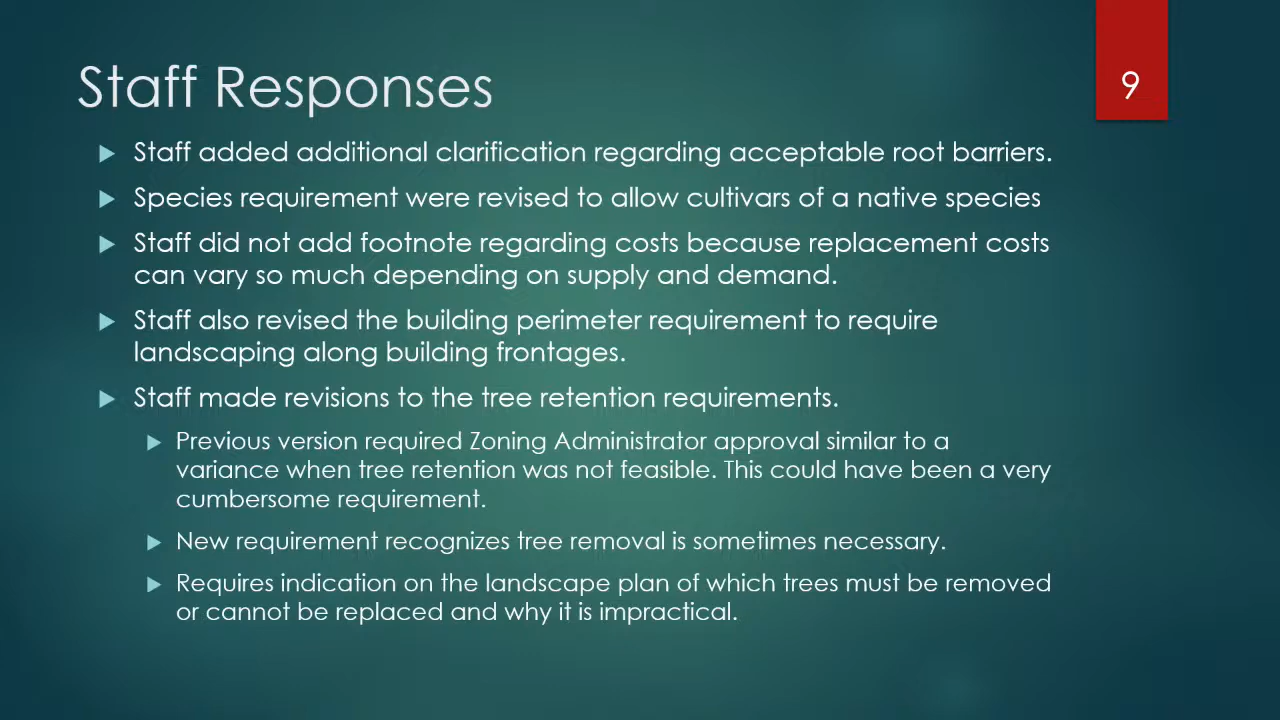 Staff Responses
9
Staff added additional clarification regarding acceptable root barriers.
Species requirement were revised to allow cultivars of a native species
Staff did not add footnote regarding costs because replacement costs
can vary so much depending on supply and demand.
Staff also revised the building perimeter requirement to require
landscaping along building frontages.
Staff made revisions to the tree retention requirements.
Previous version required Zoning Administrator approval similar to a
variance when tree retention was not feasible. This could have been a very
cumbersome requirement.
New requirement recognizes tree removal is sometimes necessary.
Requires indication on the landscape plan of which trees must be removed
or cannot be replaced and why it is impractical.